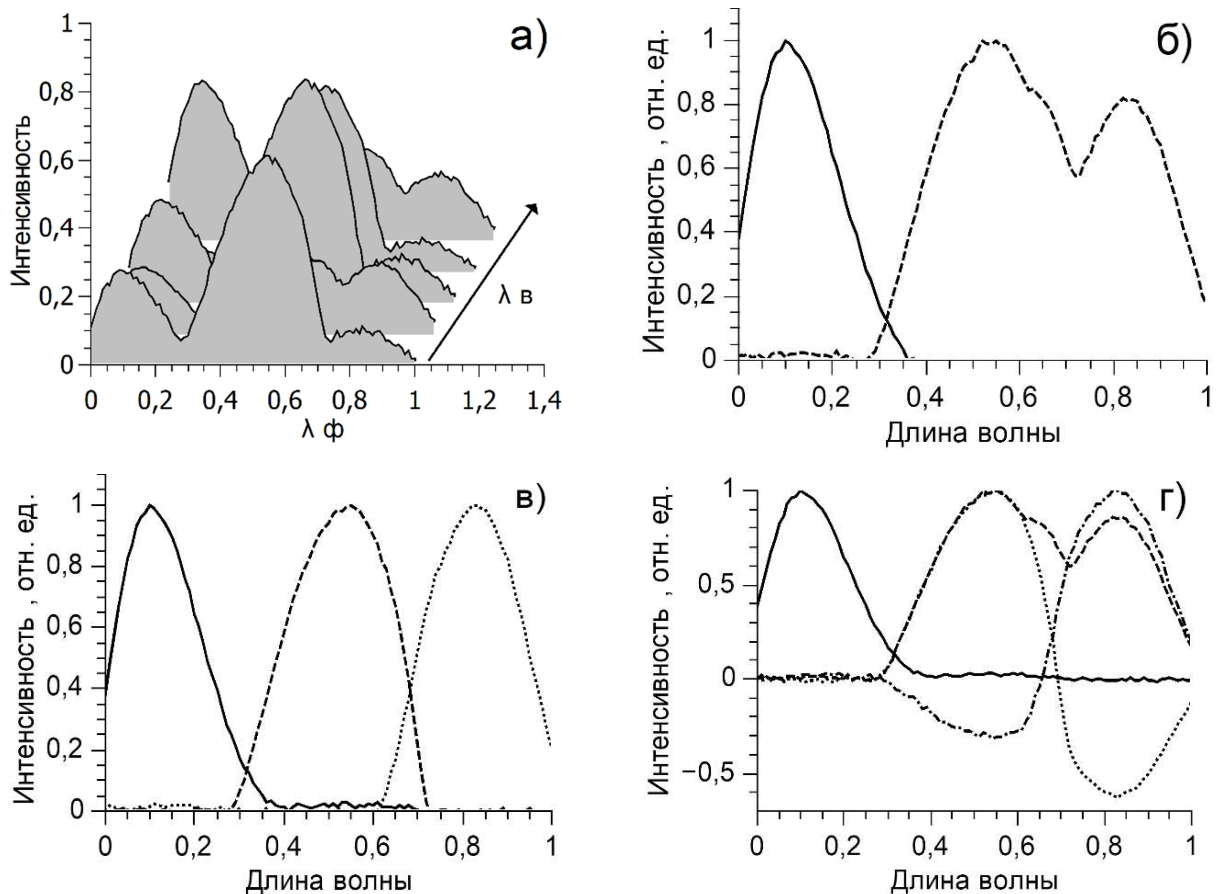 а)
Интенсивность
1
0,8
0,6
0,4
0,2
0
0 0,2 0,4 0,6 0,8 1 1,2 1,4
λ ф
λ в
б)
Интенсивность , отн. ед.
1
0,8
0,6
0,4
0,2
0
0 0,2 0,4 0,6 0,8 1
Длина волны
в)
Интенсивность , отн. ед.
1
0,8
0,6
0,4
0,2
0
0 0,2 0,4 0,6 0,8 1
Длина волны
г)
Интенсивность , отн. ед.
1
0,5
0
−0,5
0 0,2 0,4 0,6 0,8 1
Длина волны